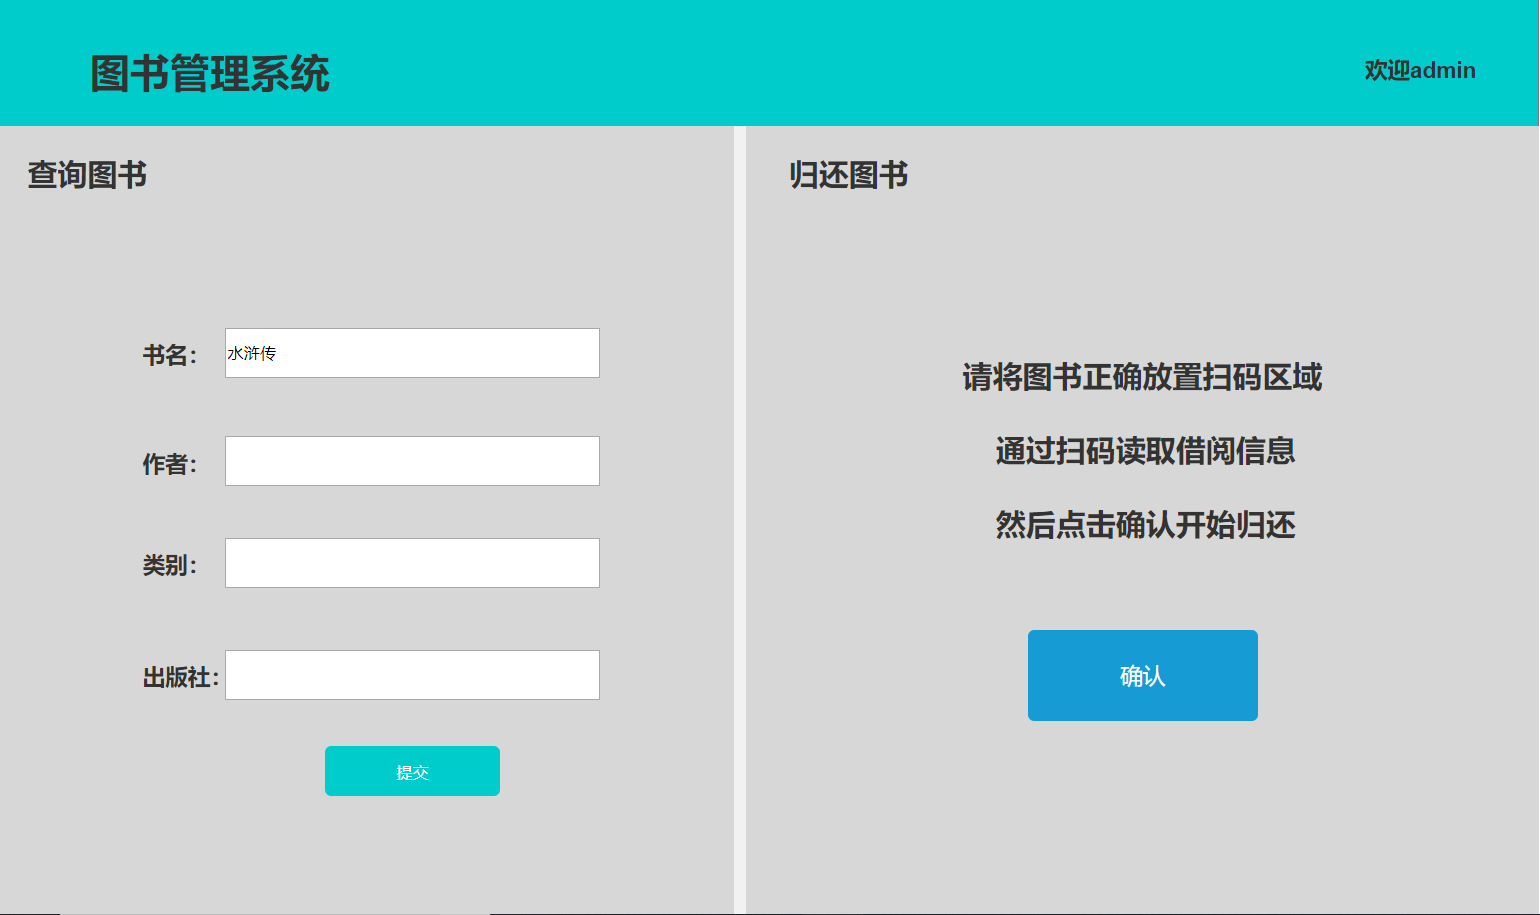 图书管理系统
欢迎admin
查询图书
书名：
水浒传
作者：
类别：
出版社：
提交
归还图书
请将图书正确放置扫码区域
通过扫码读取借阅信息
然后点击确认开始归还
确认